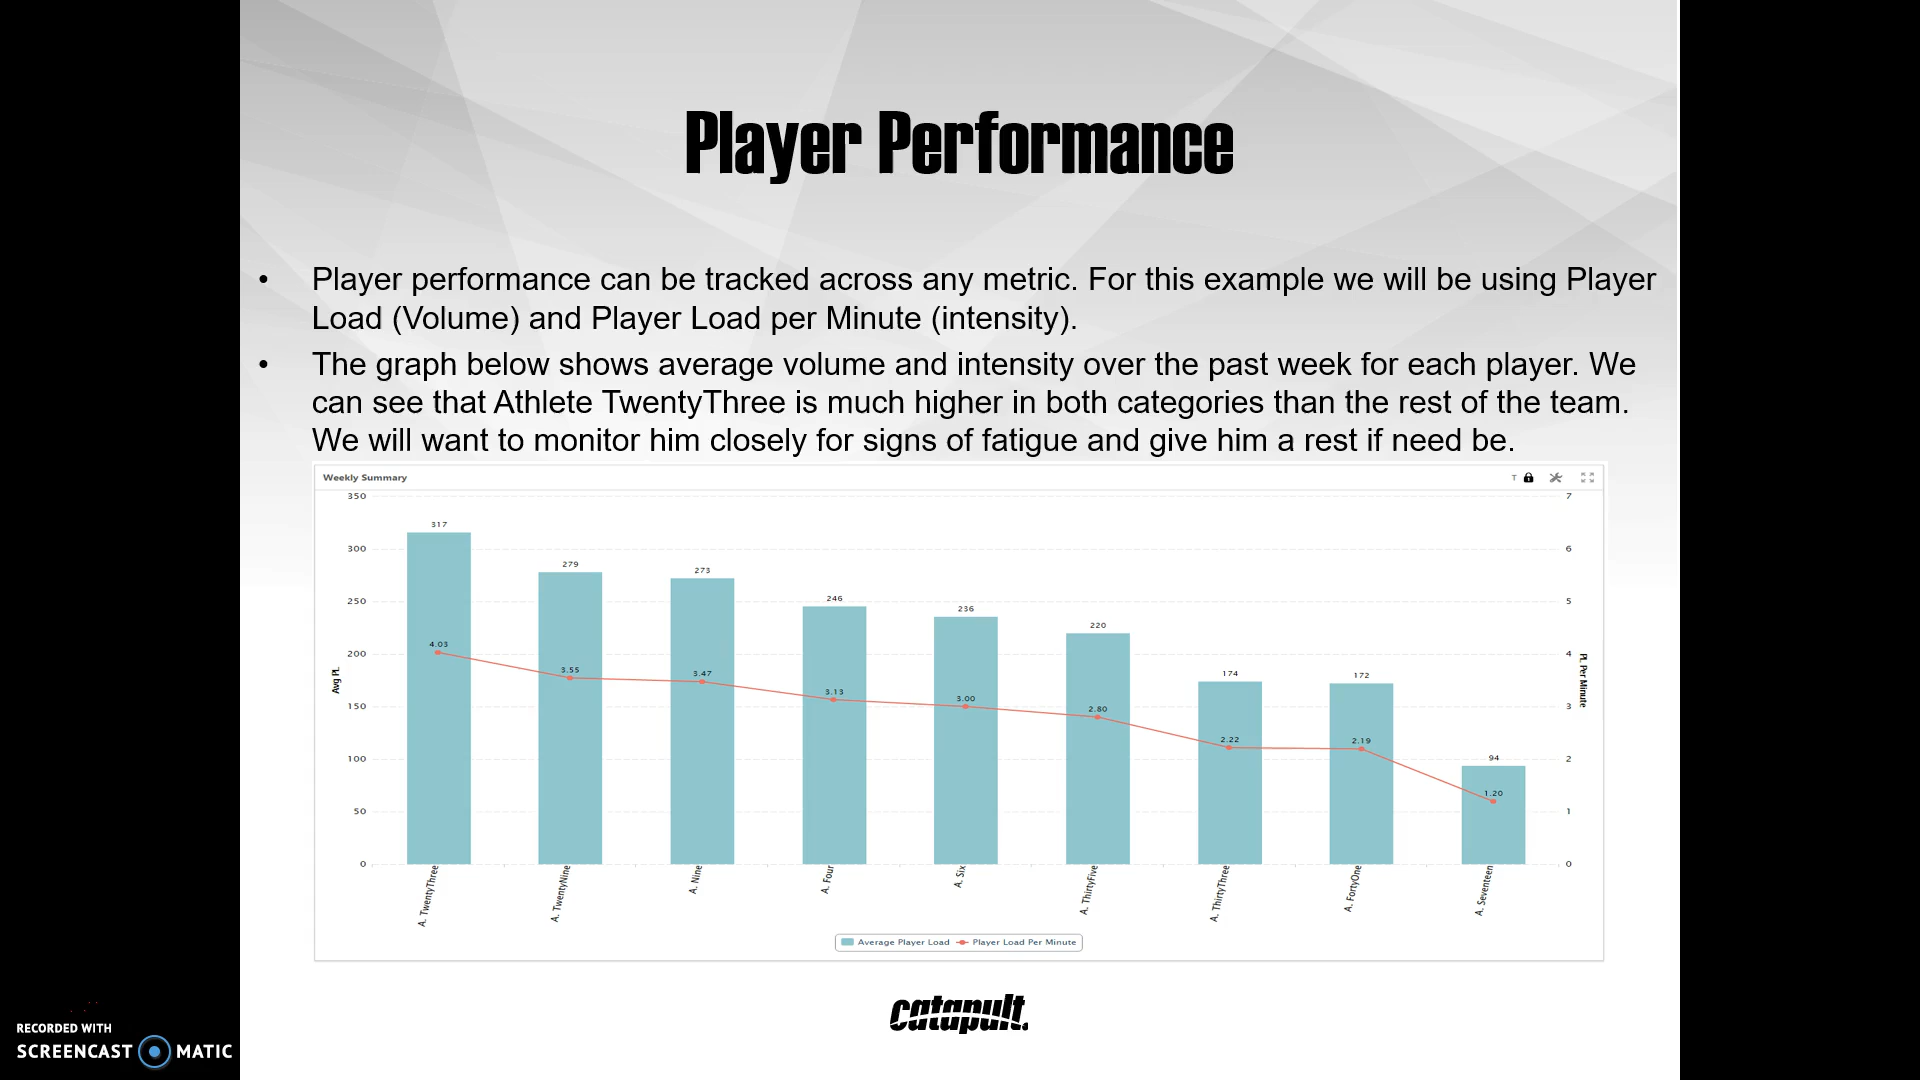 Player Performance
• Player performance can be tracked across any metric. For this example we will be using Player
Load (Volume) and Player Load per Minute (intensity).
• The graph below shows average volume and intensity over the past week for each player. We
can see that Athlete TwentyThree is much higher in both categories than the rest of the team.
We will want to monitor him closely for signs of fatigue and give him a rest if need be.
Weekly Summary
T
350
300
250
200
150
100
50
0
Avg PL
317
279
273
246
236
220
174
172
94
4.03
3.55
3.47
3.13
3.00
2.80
2.22
2.19
1.20
7
6
5
4
3
2
1
0
PL Per Minute
A. TwentyThree
A. TwentyNine
A. Nine
A. Four
A. Six
A. ThirtyFive
A. ThirtyThree
A. FortyOne
A. Seventeen
Average Player Load Player Load Per Minute
catapult
RECORDED WITH
SCREENCAST MATIC